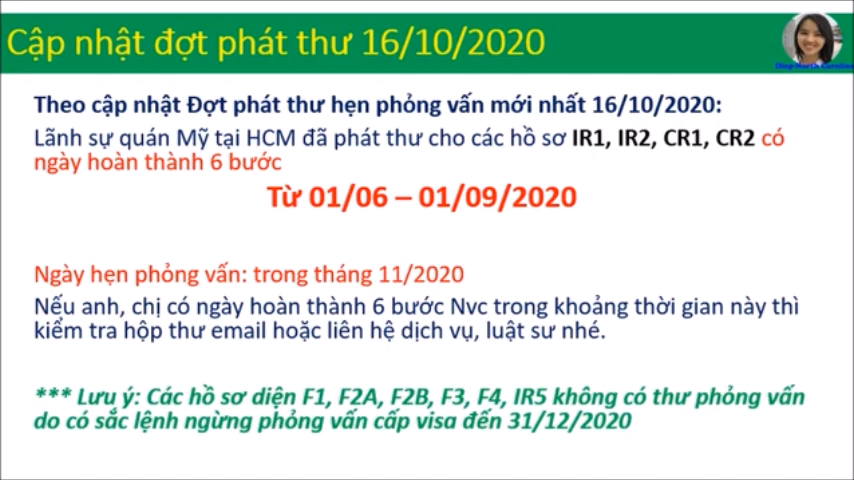 Cập nhật đợt phát thư 16/10/2020
Theo cập nhật Đợt phát thư hẹn phỏng vấn mới nhất 16/10/2020:
Lãnh sự quán Mỹ tại HCM đã phát thư cho các hồ sơ IR1, IR2, CR1, CR2 có
ngày hoàn thành 6 bước
Từ 01/06 – 01/09/2020
Ngày hẹn phỏng vấn: trong tháng 11/2020
Nếu anh, chị có ngày hoàn thành 6 bước Nvc trong khoảng thời gian này thì
kiểm tra hộp thư email hoặc liên hệ dịch vụ, luật sư nhé.
*** Lưu ý: Các hồ sơ diện F1, F2A, F2B, F3, F4, IR5 không có thư phỏng vấn
do có sắc lệnh ngừng phỏng vấn cấp visa đến 31/12/2020